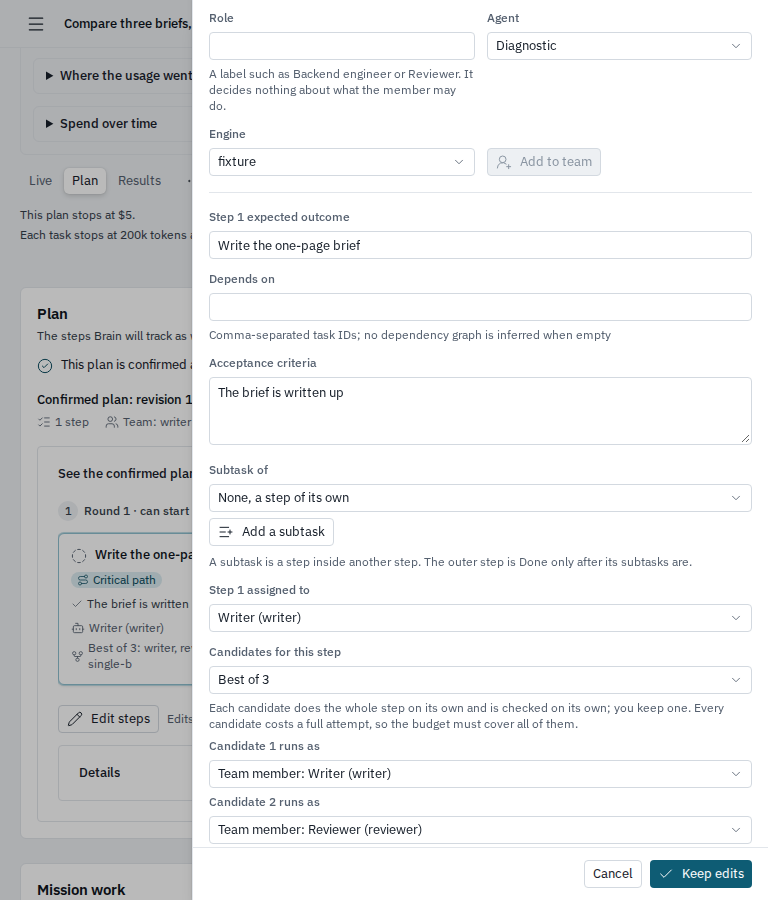 Compare three briefs,
Where the usage went
Spend over time
Live
Plan
Results
This plan stops at $5.
Each task stops at 200k tokens
Plan
The steps Brain will track as
This plan is confirmed
Confirmed plan: revision 1
1 step
Team: writer
See the confirmed plan
1
Round 1 · can start
Write the one-pa
Critical path
The brief is written
Writer (writer)
Best of 3: writer, re
single-b
Edit steps
Edits
Details
Mission work
Role
Agent
Diagnostic
A label such as Backend engineer or Reviewer. It
decides nothing about what the member may
do.
Engine
fixture
Add to team
Step 1 expected outcome
Write the one-page brief
Depends on
Comma-separated task IDs; no dependency graph is inferred when empty
Acceptance criteria
The brief is written up
Subtask of
None, a step of its own
Add a subtask
A subtask is a step inside another step. The outer step is Done only after its subtasks are.
Step 1 assigned to
Writer (writer)
Candidates for this step
Best of 3
Each candidate does the whole step on its own and is checked on its own; you keep one. Every
candidate costs a full attempt, so the budget must cover all of them.
Candidate 1 runs as
Team member: Writer (writer)
Candidate 2 runs as
Team member: Reviewer (reviewer)
Cancel
Keep edits